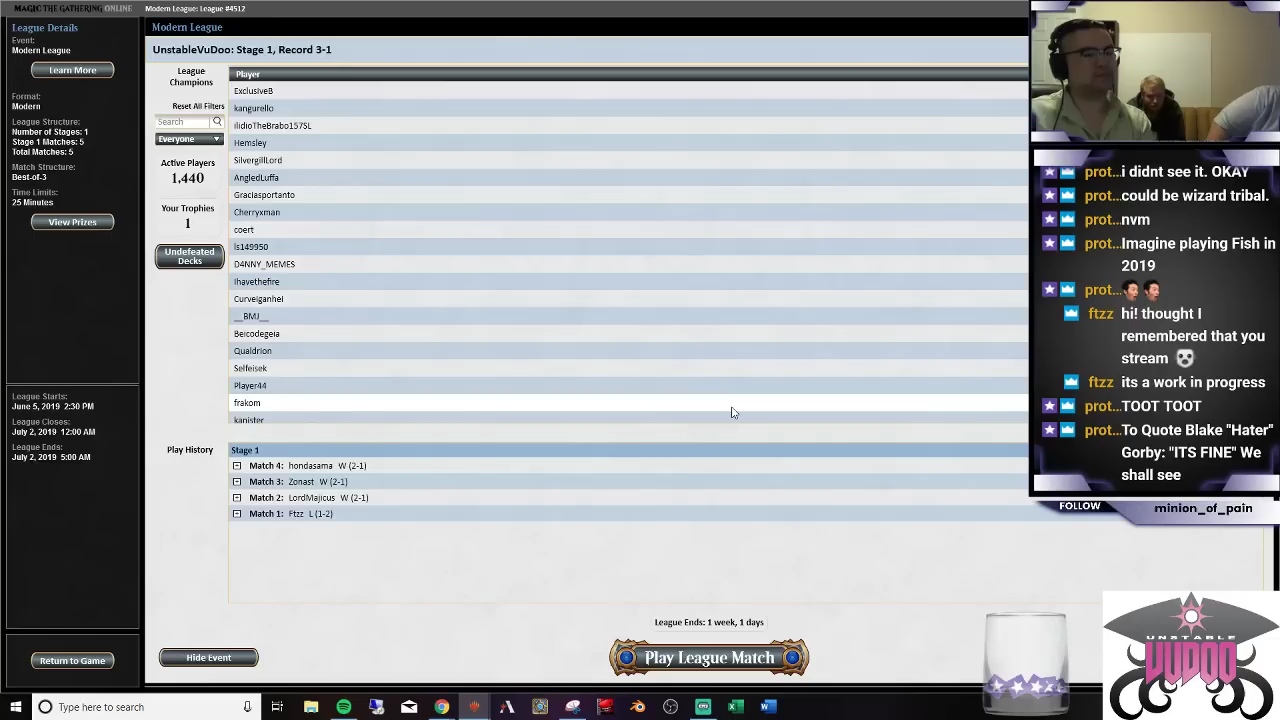 MAGIC THE GATHERING ONLINE
Modern League: League #4512
League Details
Event:
Modern League
Learn More
Format:
Modern
League Structure:
Number of Stages: 1
Stage 1 Matches: 5
Total Matches: 5
Match Structure:
Best-of-3
Time Limits:
25 Minutes
View Prizes
League Starts:
June 5, 2019 2:30 PM
League Closes:
July 2, 2019 12:00 AM
League Ends:
July 2, 2019 5:00 AM
Return to Game
Modern League
UnstableVuDoo: Stage 1, Record 3-1
League
Champions
Reset All Filters
Search
Everyone
Active Players
1,440
Your Trophies
1
Undefeated
Decks
Player
ExclusiveB
kangurello
ilidioTheBrabo157SL
Hemsley
SilvergillLord
AngledLuffa
Graciasportanto
Cherryxman
coert
ls149950
D4NNY_MEMES
Ihavethefire
Curveiganhei
__BMJ__
Beicodegeia
Qualdrion
Selfeisek
Player44
frakom
kanister
Play History
Stage 1
Match 4: hondasama W (2-1)
Match 3: Zonast W (2-1)
Match 2: LordMajicus W (2-1)
Match 1: Ftzz L (1-2)
League Ends: 1 week, 1 days
Hide Event
Play League Match
prot...i didnt see it. OKAY
prot...could be wizard tribal.
prot...nvm
prot...Imagine playing Fish in
2019
prot...
ftzz hi! thought I
remembered that you
stream
ftzz its a work in progress
prot...TOOT TOOT
prot...To Quote Blake "Hater"
Gorby: "ITS FINE" We
shall see
FOLLOW minion_of_pain
UNSTABLE
VUDOO
Type here to search